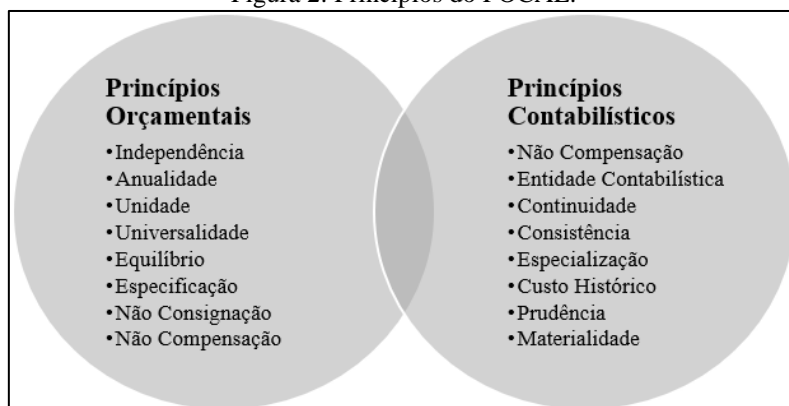 Figura 2: Princípios do POCAL.
Princípios
Orçamentais
•Independência
•Anualidade
•Unidade
•Universalidade
•Equilíbrio
•Especificação
•Não Consignação
•Não Compensação
Princípios
Contabilísticos
•Não Compensação
•Entidade Contabilística
•Continuidade
•Consistência
•Especialização
•Custo Histórico
•Prudência
•Materialidade